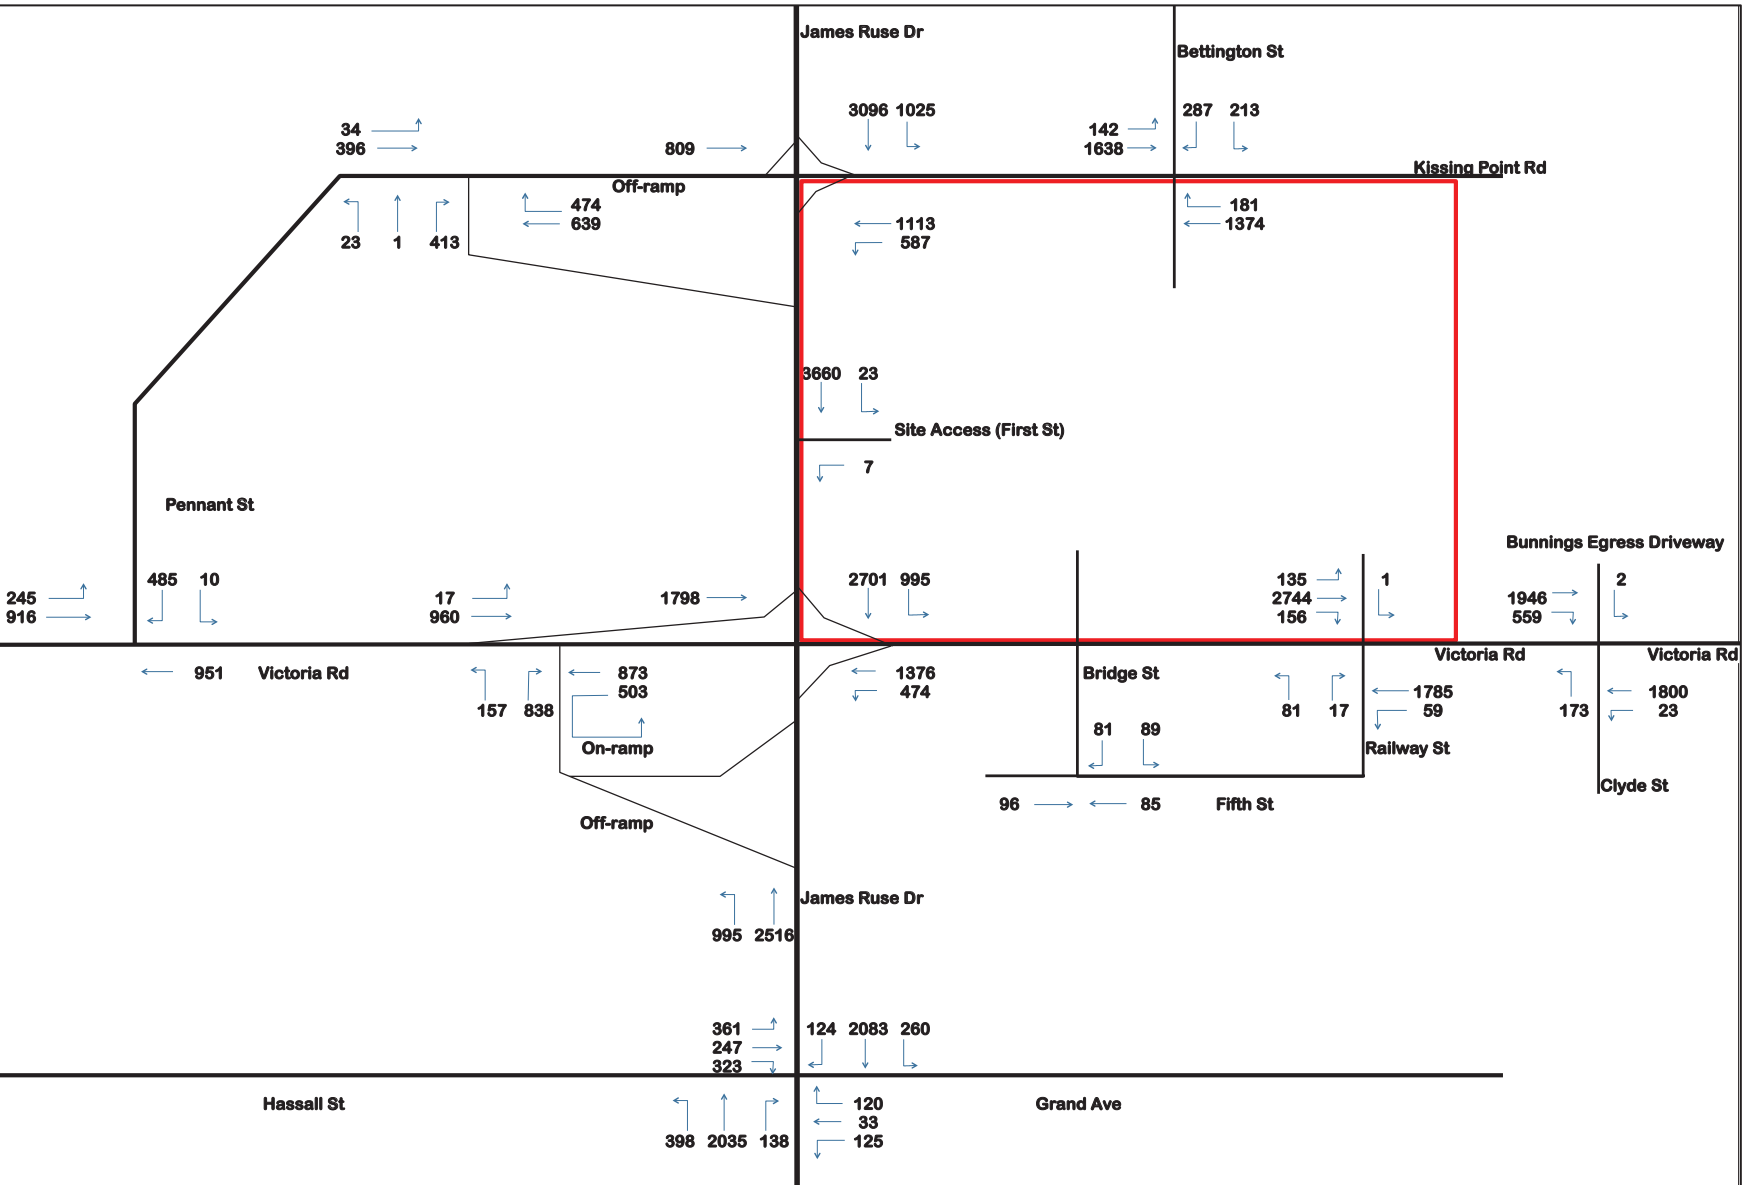 James Ruse Dr
Bettington St
3096 1025
287 213
34
142
396
809
1638
Kissing Point Rd
Off-ramp
474
181
639
1113
1374
23 1 413
587
3660 23
Site Access (First St)
7
Pennant St
Bunnings Egress Driveway
485 10
2701 995
135
1
2
245
17
1798
2744
1946
916
960
156
559
Victoria Rd
Victoria Rd
951
Victoria Rd
873
1376
Bridge St
503
474
1785
1800
157 838
81 17
59
173
23
81 89
On-ramp
Railway St
Clyde St
96
85
Fifth St
Off-ramp
James Ruse Dr
995 2516
361
124 2083 260
247
323
Hassall St
120
Grand Ave
33
398 2035 138
125